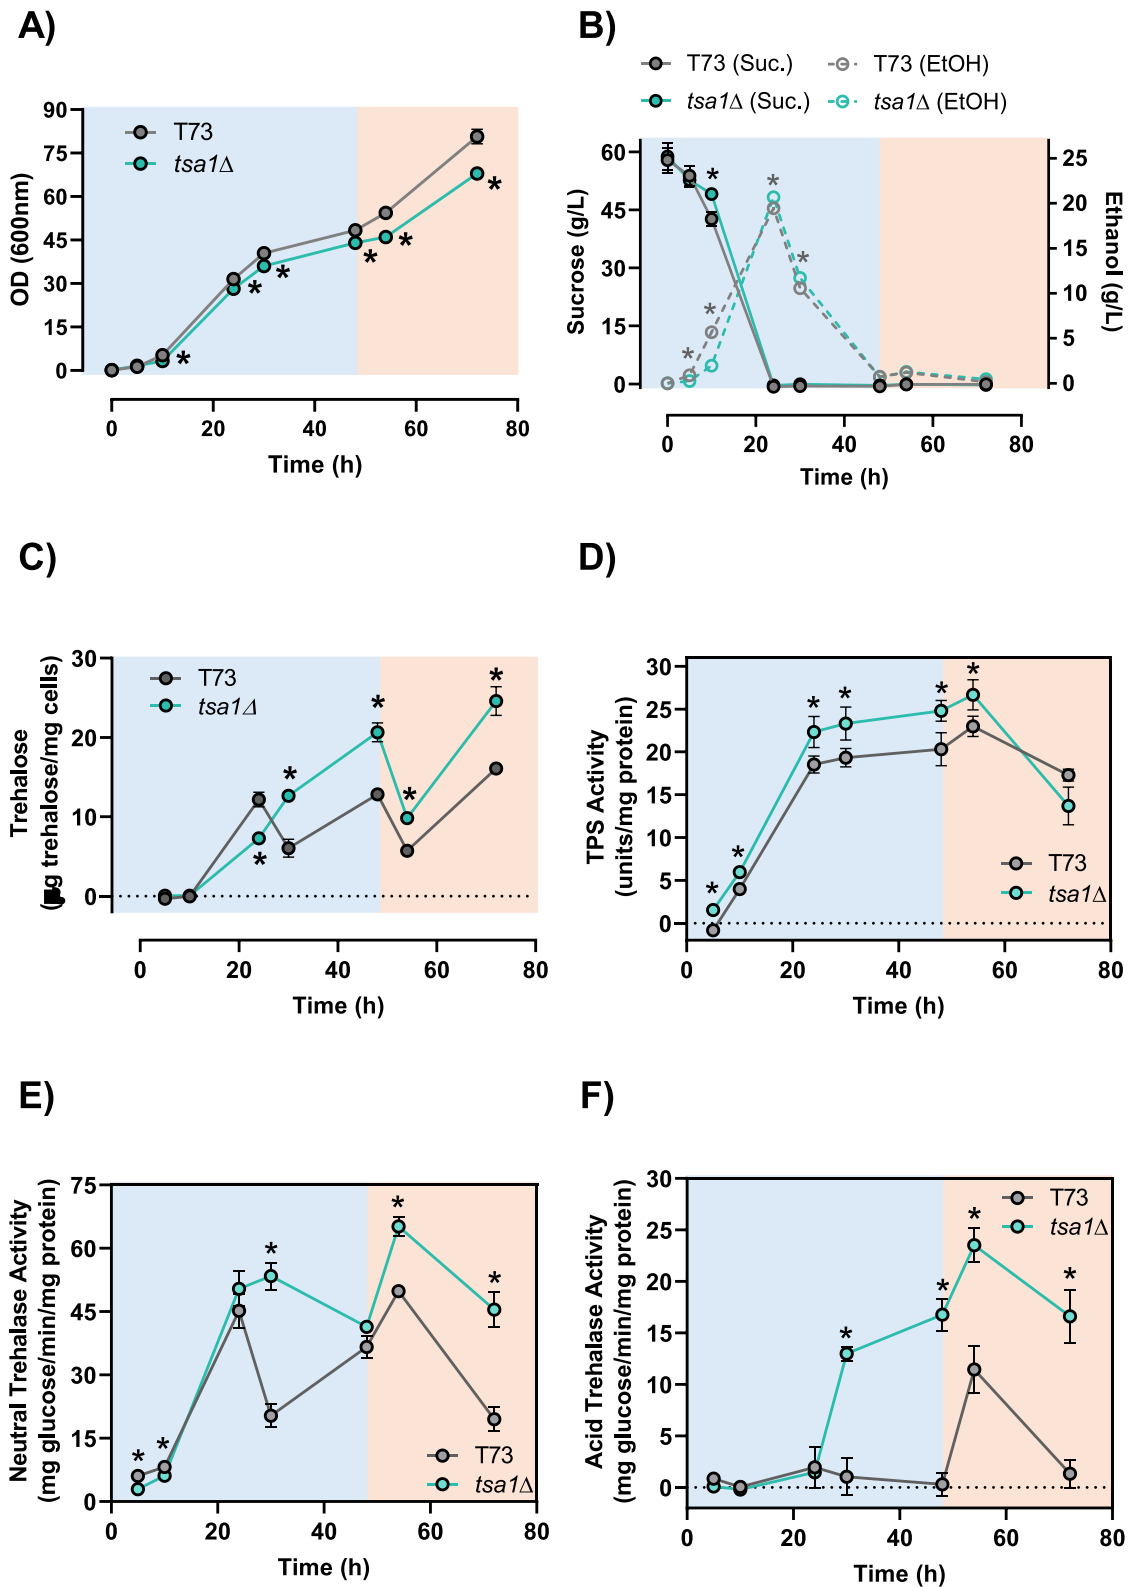 A)
90
75
60
45
30
15
0
OD (600nm)
T73
tsa1Δ
*
*
*
*
*
*
0
20
40
60
80
Time (h)
B)
T73 (Suc.)
T73 (EtOH)
tsa1Δ (Suc.)
tsa1Δ (EtOH)
60
45
30
15
0
Sucrose (g/L)
25
20
15
10
5
0
Ethanol (g/L)
*
*
*
*
*
0
20
40
60
80
Time (h)
C)
30
20
10
0
Trehalose
g trehalose/mg cells)
T73
tsa1Δ
*
*
*
*
*
0
20
40
60
80
Time (h)
D)
30
25
20
15
10
5
0
TPS Activity
(units/mg protein)
*
*
*
*
*
*
T73
tsa1Δ
0
20
40
60
80
Time (h)
E)
75
60
45
30
15
0
Neutral Trehalase Activity
(mg glucose/min/mg protein)
*
*
*
*
*
T73
tsa1Δ
0
20
40
60
80
Time (h)
F)
30
25
20
15
10
5
0
Acid Trehalase Activity
(mg glucose/min/mg protein)
T73
tsa1Δ
*
*
*
*
0
20
40
60
80
Time (h)